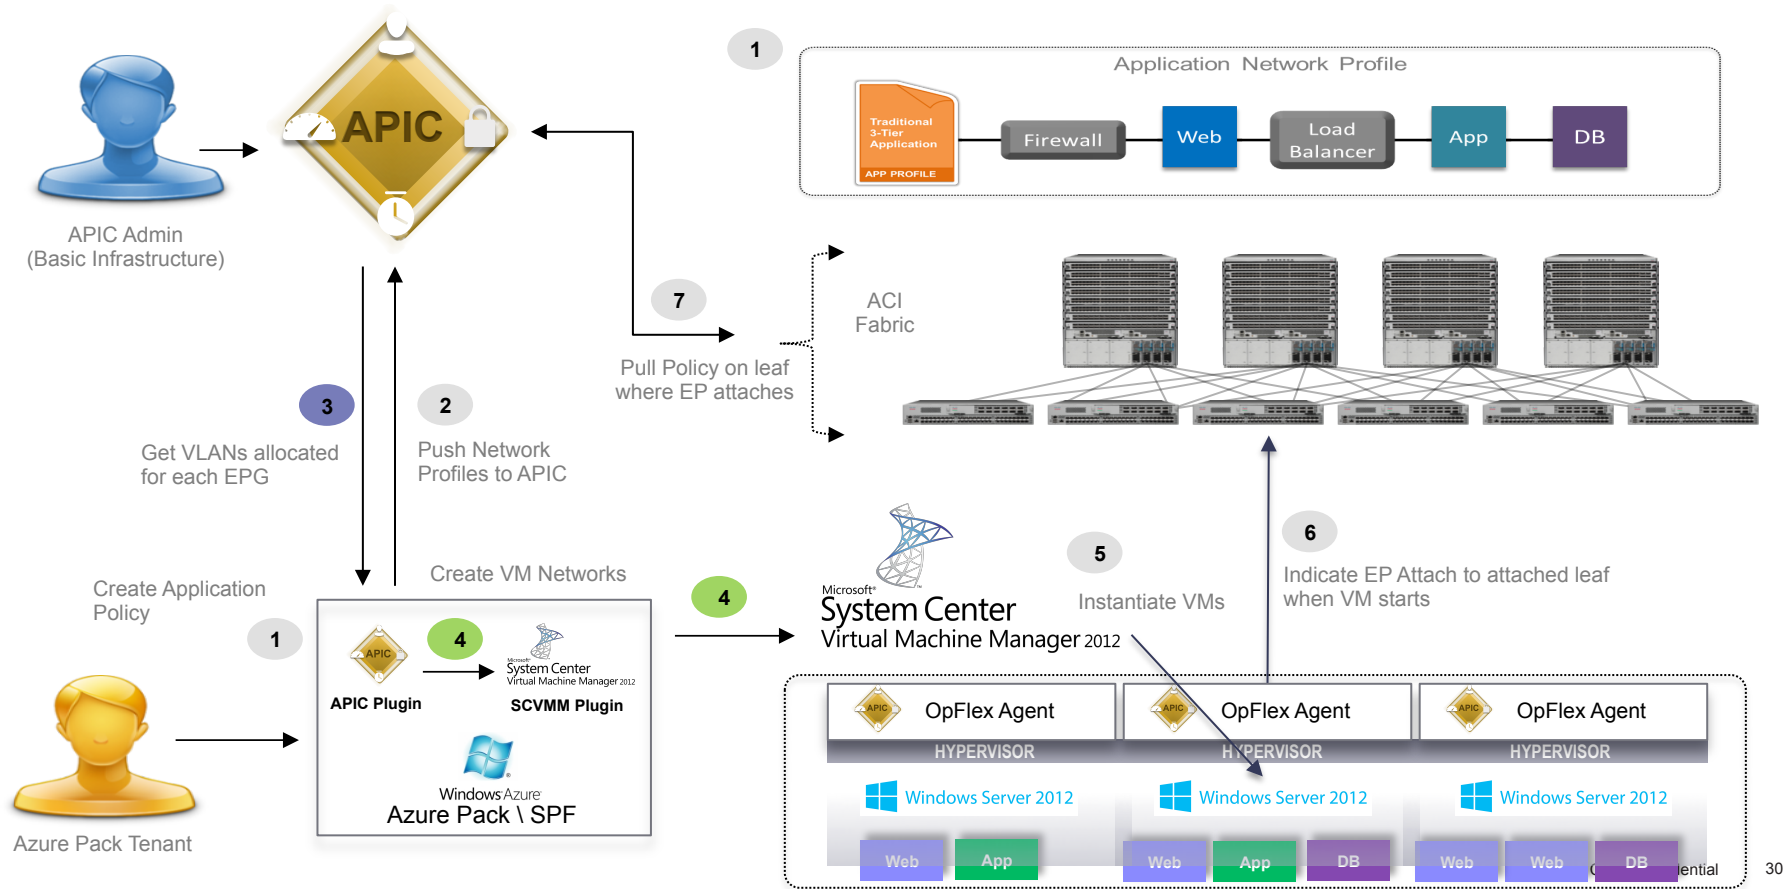 1
Application Network Profile
Traditional
3-Tier
Application
APP PROFILE
Firewall
Web
Load
Balancer
App
DB
APIC
APIC Admin
(Basic Infrastructure)
7
Pull Policy on leaf
where EP attaches
ACI
Fabric
3
Get VLANs allocated
for each EPG
2
Push Network
Profiles to APIC
Create Application
Policy
1
Create VM Networks
APIC
APIC Plugin
4
Microsoft®
System Center
Virtual Machine Manager 2012
SCVMM Plugin
Windows Azure
Azure Pack \ SPF
Azure Pack Tenant
4
Microsoft®
System Center
Virtual Machine Manager 2012
5
Instantiate VMs
6
Indicate EP Attach to attached leaf
when VM starts
APIC
OpFlex Agent
APIC
OpFlex Agent
APIC
OpFlex Agent
HYPERVISOR
HYPERVISOR
HYPERVISOR
Windows Server 2012
Windows Server 2012
Windows Server 2012
Web
App
Web
App
DB
Web
Web
DB
30